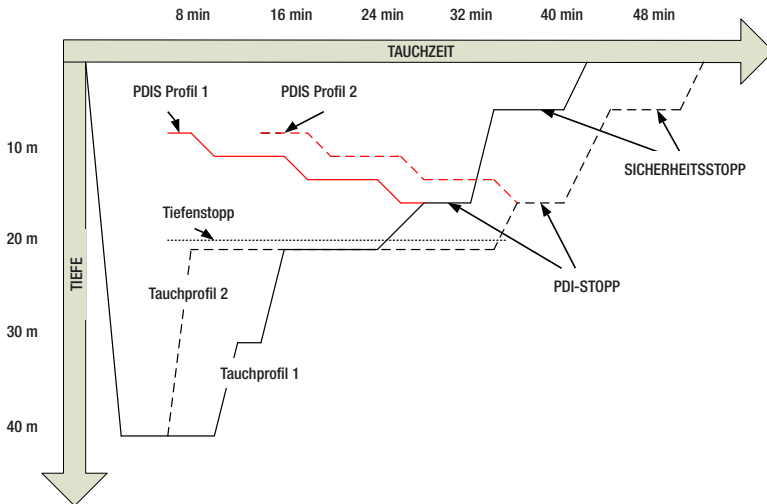 8 min 16 min 24 min 32 min 40 min 48 min
TAUCHZEIT
PDIS Profil 1 PDIS Profil 2
10 m
SICHERHEITSSTOPP
Tiefenstopp
20 m
TIEFE
PDI-STOPP
Tauchprofil 2
30 m
Tauchprofil 1
40 m